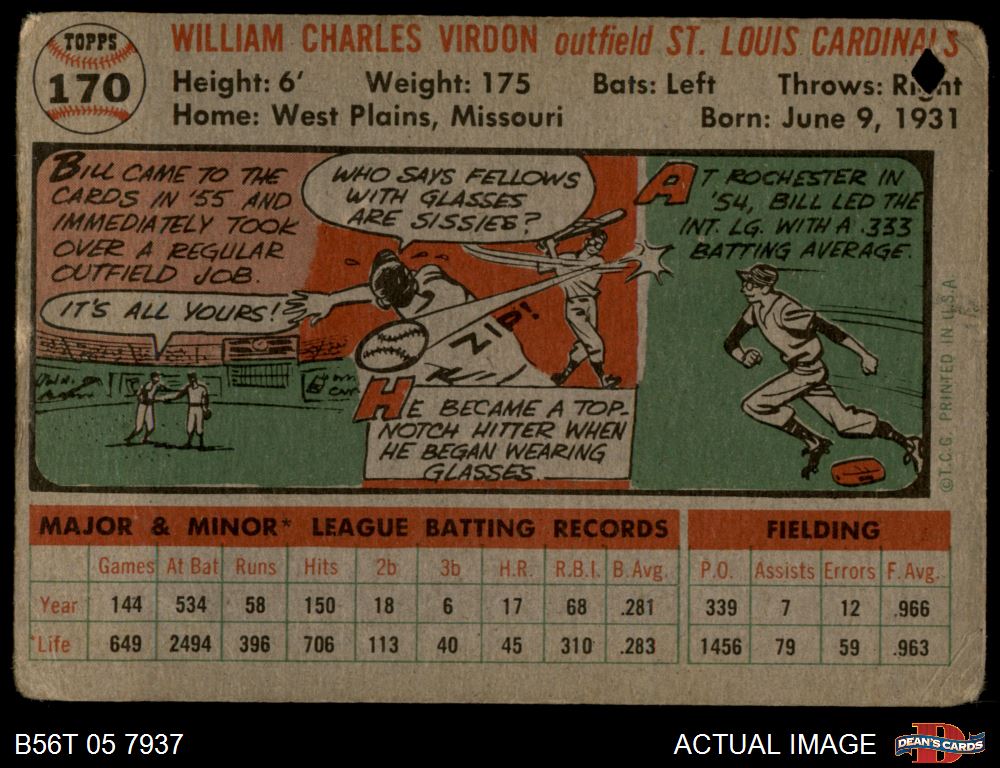 TOPPS
170
WILLIAM CHARLES VIRDON outfield ST. LOUIS CARDINALS
Height: 6' Weight: 175 Bats: Left Throws: Right
Home: West Plains, Missouri Born: June 9, 1931
BILL CAME TO THE
CARDS IN '55 AND
IMMEDIATELY TOOK
OVER A REGULAR
OUTFIELD JOB.
IT'S ALL YOURS!
WHO SAYS FELLOWS
WITH GLASSES
ARE SISSIES?
ZIP!
HE BECAME A TOP-
NOTCH HITTER WHEN
HE BEGAN WEARING
GLASSES.
AT ROCHESTER IN
'54, BILL LED THE
INT. LG. WITH A .333
BATTING AVERAGE.
© T.C.G. PRINTED IN U.S.A.
MAJOR & MINOR* LEAGUE BATTING RECORDS FIELDING
Games At Bat Runs Hits 2b 3b H.R. R.B.I. B.Avg. P.O. Assists Errors F.Avg.
Year 144 534 58 150 18 6 17 68 .281 339 7 12 .966
*Life 649 2494 396 706 113 40 45 310 .283 1456 79 59 .963
B56T 05 7937
ACTUAL IMAGE
DEAN'S CARDS